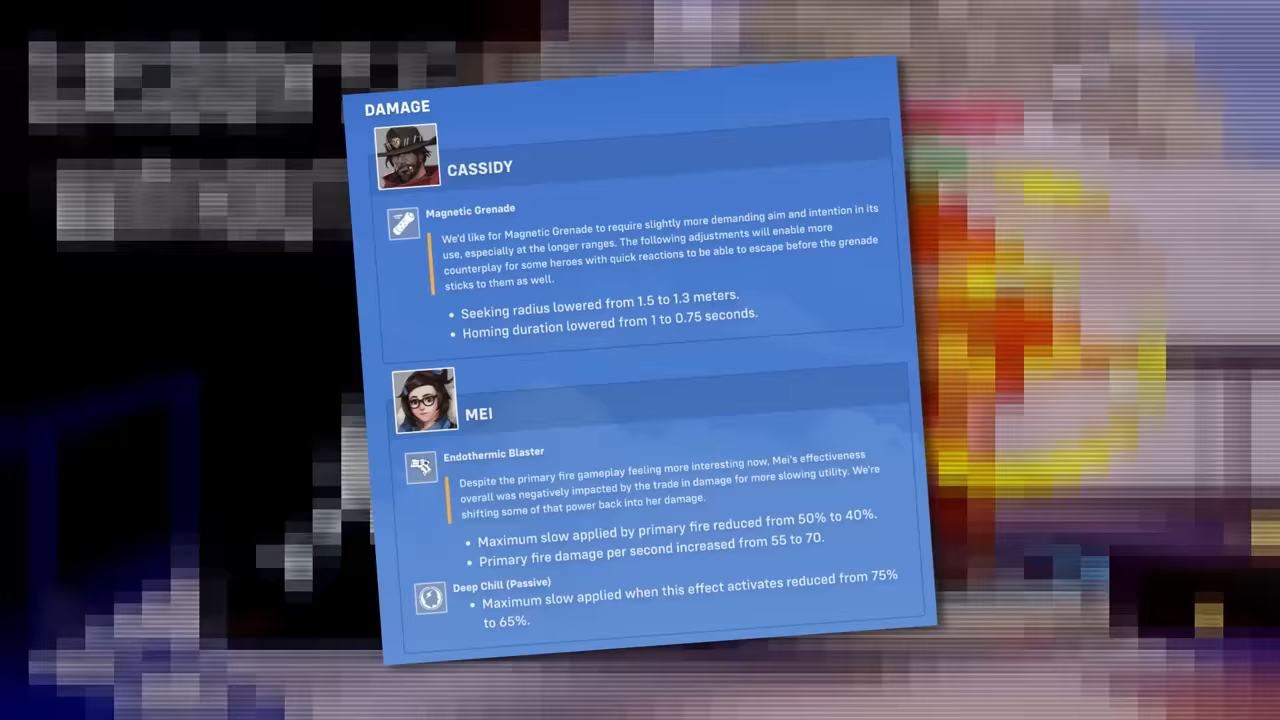 DAMAGE
CASSIDY
Magnetic Grenade
We'd like for Magnetic Grenade to require slightly more demanding aim and intention in its
use, especially at the longer ranges. The following adjustments will enable more
counterplay for some heroes with quick reactions to be able to escape before the grenade
sticks to them as well.
• Seeking radius lowered from 1.5 to 1.3 meters.
• Homing duration lowered from 1 to 0.75 seconds.
MEI
Endothermic Blaster
Despite the primary fire gameplay feeling more interesting now, Mei's effectiveness
overall was negatively impacted by the trade in damage for more slowing utility. We're
shifting some of that power back into her damage.
• Maximum slow applied by primary fire reduced from 50% to 40%.
• Primary fire damage per second increased from 55 to 70.
Deep Chill (Passive)
• Maximum slow applied when this effect activates reduced from 75%
to 65%.